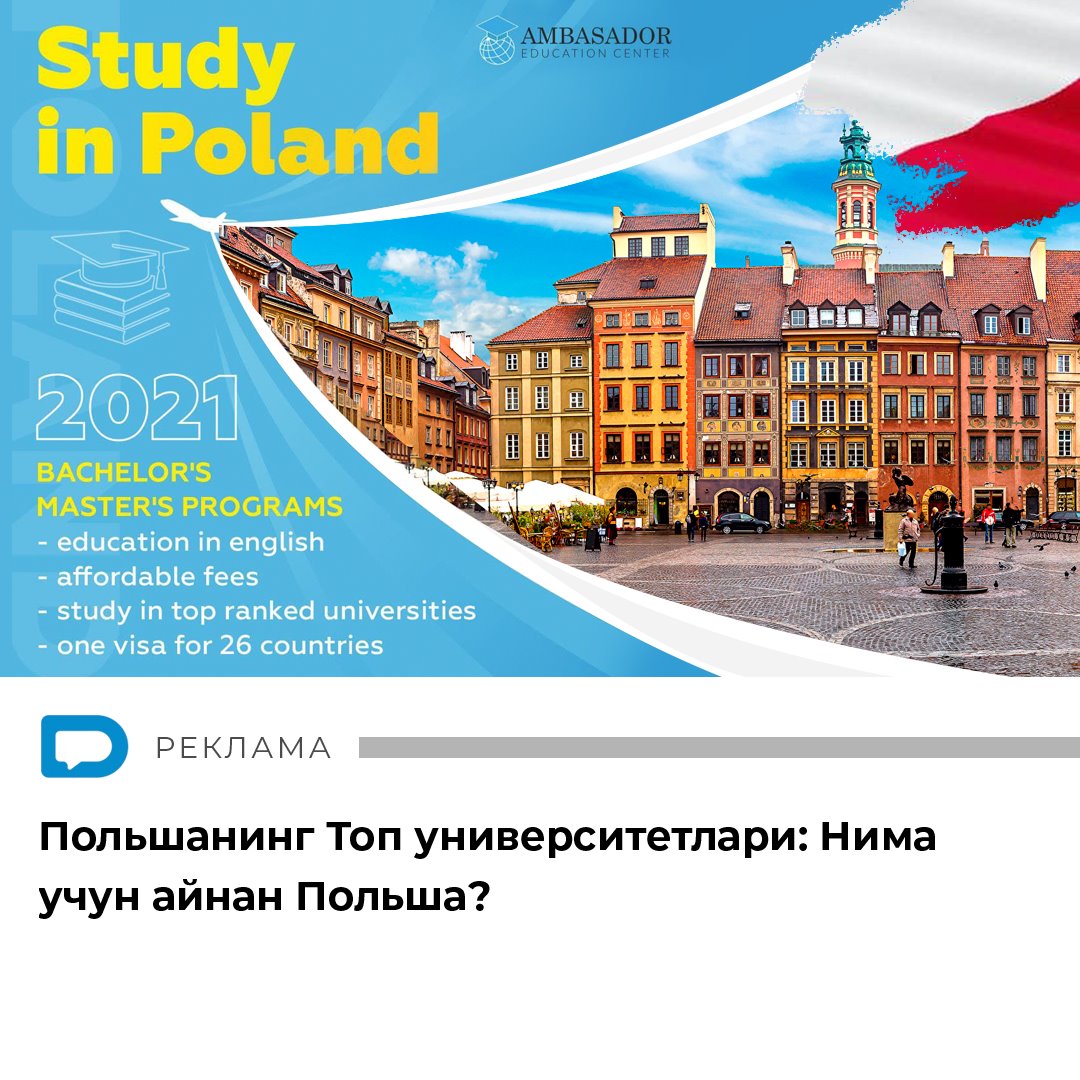 Study
in Poland
AMBASADOR
EDUCATION CENTER
2021
BACHELOR'S
MASTER'S PROGRAMS
- education in english
- affordable fees
- study in top ranked universities
- one visa for 26 countries
РЕКЛАМА
Польшанинг Топ университетлари: Нима
учун айнан Польша?